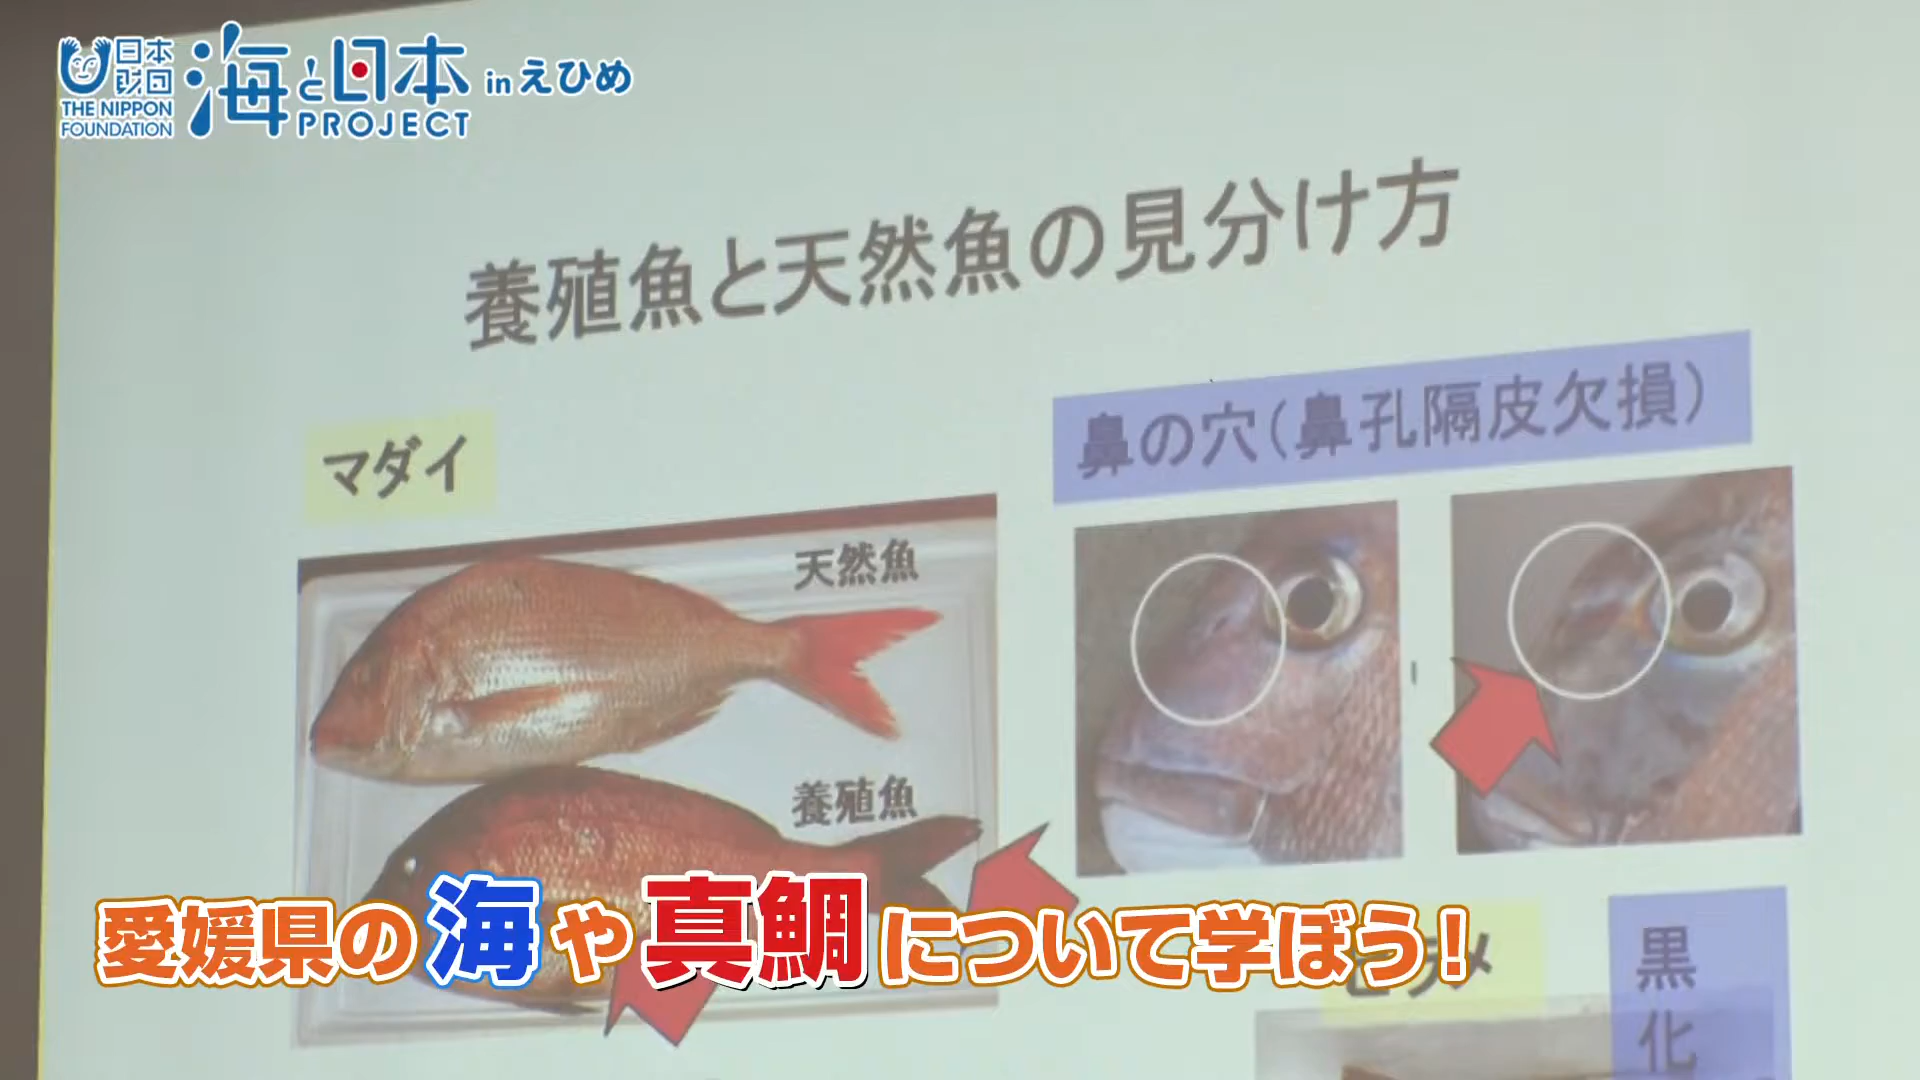 日本
財団
THE NIPPON
FOUNDATION
海と日本
PROJECT
in えひめ
養殖魚と天然魚の見分け方
マダイ
鼻の穴(鼻孔隔皮欠損)
天然魚
養殖魚
愛媛県の海や真鯛について学ぼう!
ヒラメ
黒化